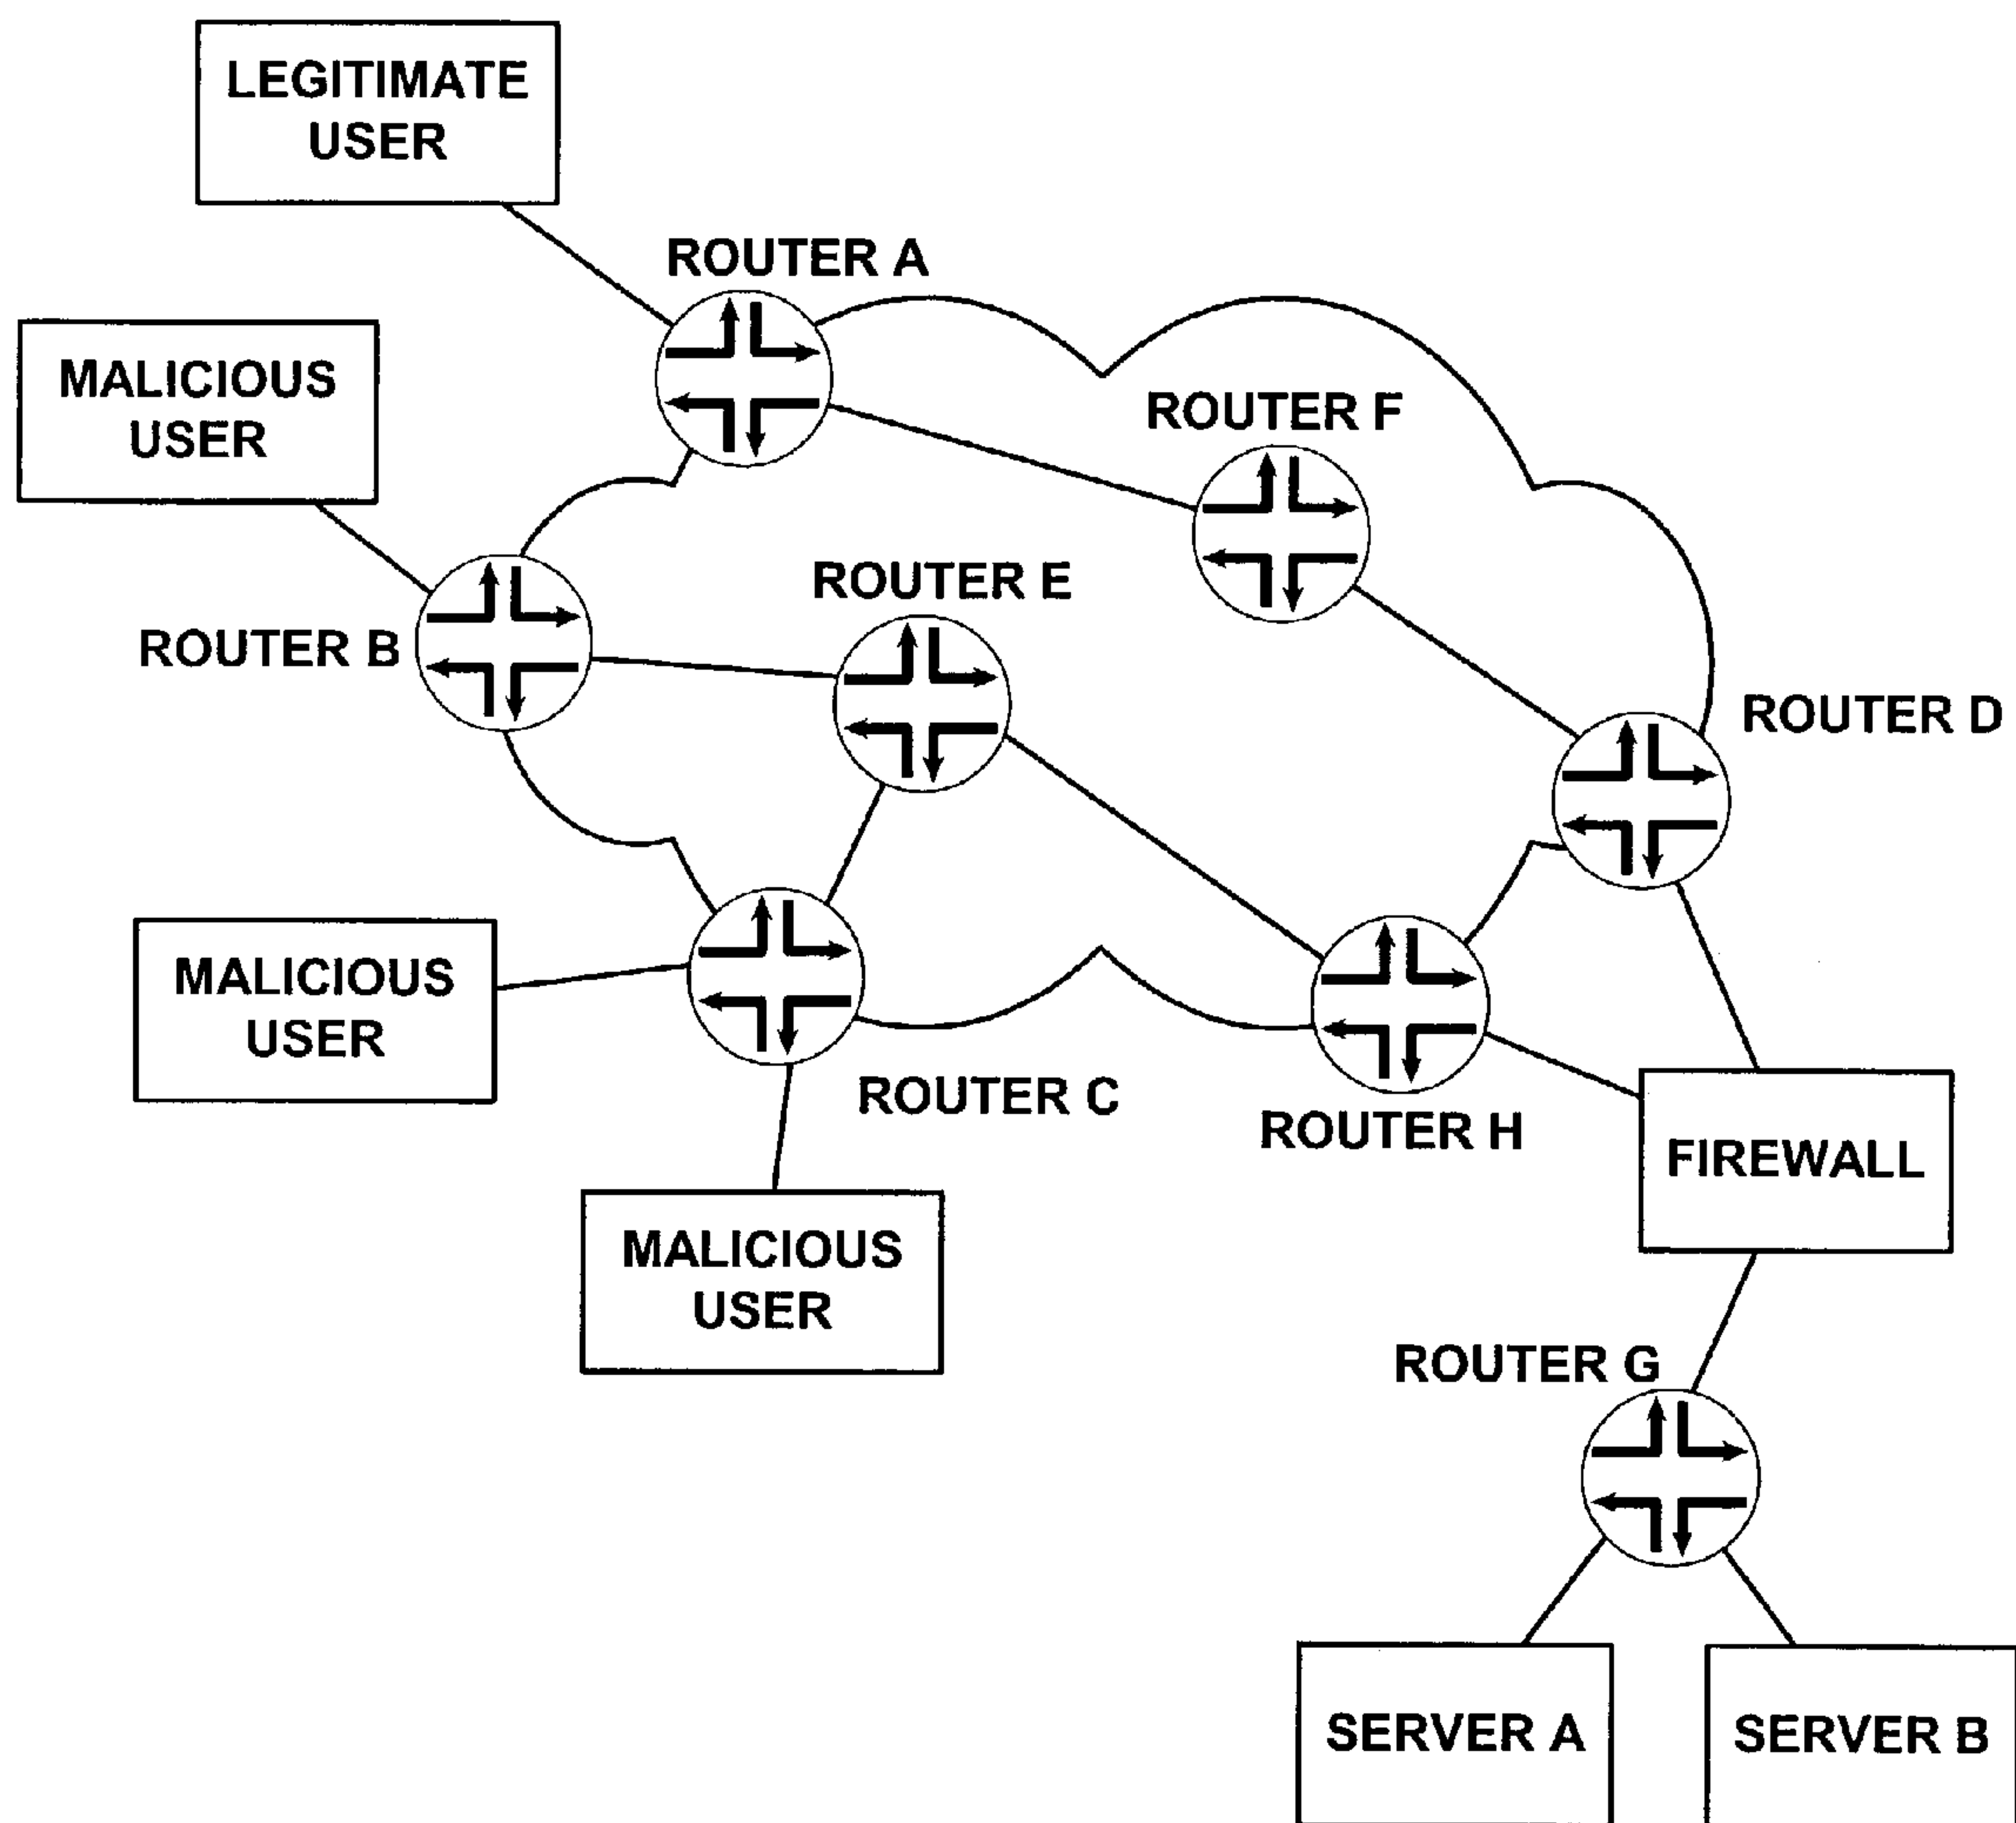 LEGITIMATE
USER
ROUTER A
MALICIOUS
USER
ROUTER F
ROUTER E
ROUTER B
ROUTER D
MALICIOUS
USER
ROUTER C
ROUTER H
FIREWALL
MALICIOUS
USER
ROUTER G
SERVER A
SERVER B